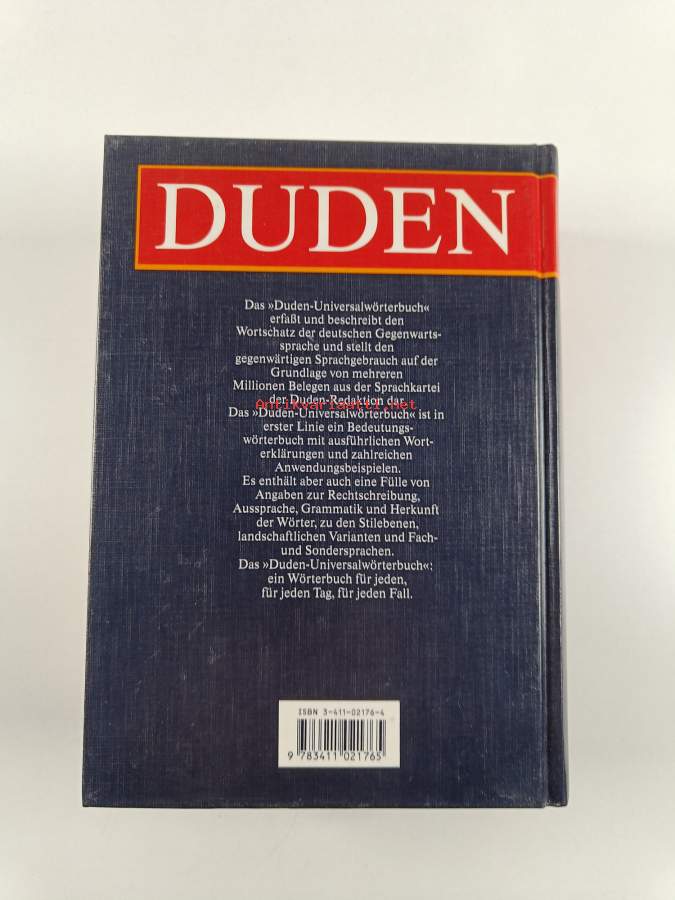 DUDEN
Das »Duden-Universalwörterbuch«
erfaßt und beschreibt den
Wortschatz der deutschen Gegenwarts-
sprache und stellt den
gegenwärtigen Sprachgebrauch auf der
Grundlage von mehreren
Millionen Belegen aus der Sprachkartei
der Duden-Redaktion dar.
Antikvariaatti.net
Das »Duden-Universalwörterbuch« ist in
erster Linie ein Bedeutungs-
wörterbuch mit ausführlichen Wort-
erklärungen und zahlreichen
Anwendungsbeispielen.
Es enthält aber auch eine Fülle von
Angaben zur Rechtschreibung,
Aussprache, Grammatik und Herkunft
der Wörter, zu den Stilebenen,
landschaftlichen Varianten und Fach-
und Sondersprachen.
Das »Duden-Universalwörterbuch«:
ein Wörterbuch für jeden,
für jeden Tag, für jeden Fall.
ISBN 3-411-02176-4
9 783411 021765